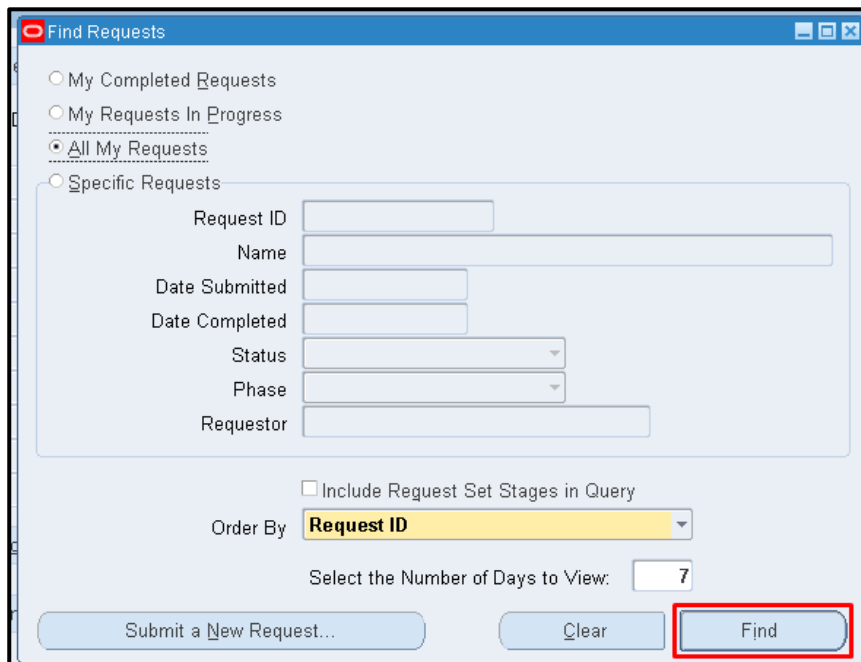 Find Requests
My Completed Requests
My Requests In Progress
All My Requests
Specific Requests
Request ID
Name
Date Submitted
Date Completed
Status
Phase
Requestor
Include Request Set Stages in Query
Order By Request ID
Select the Number of Days to View: 7
Submit a New Request... Clear Find